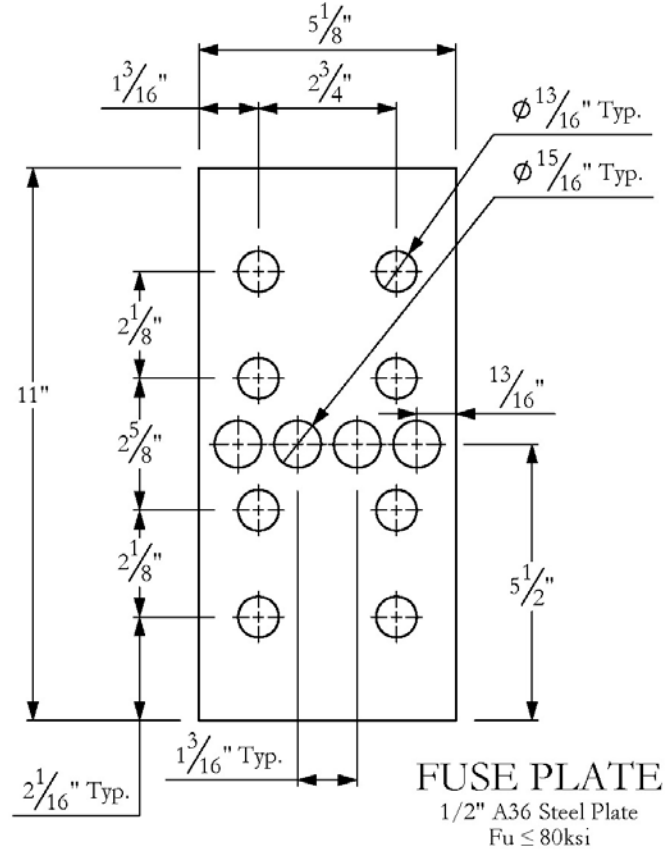 5 1/8"
1 3/16"
2 3/4"
ϕ 13/16" Typ.
ϕ 15/16" Typ.
2 1/8"
11"
13/16"
2 5/8"
2 1/8"
5 1/2"
1 3/16" Typ.
2 1/16" Typ.
FUSE PLATE
1/2" A36 Steel Plate
Fu ≤ 80ksi